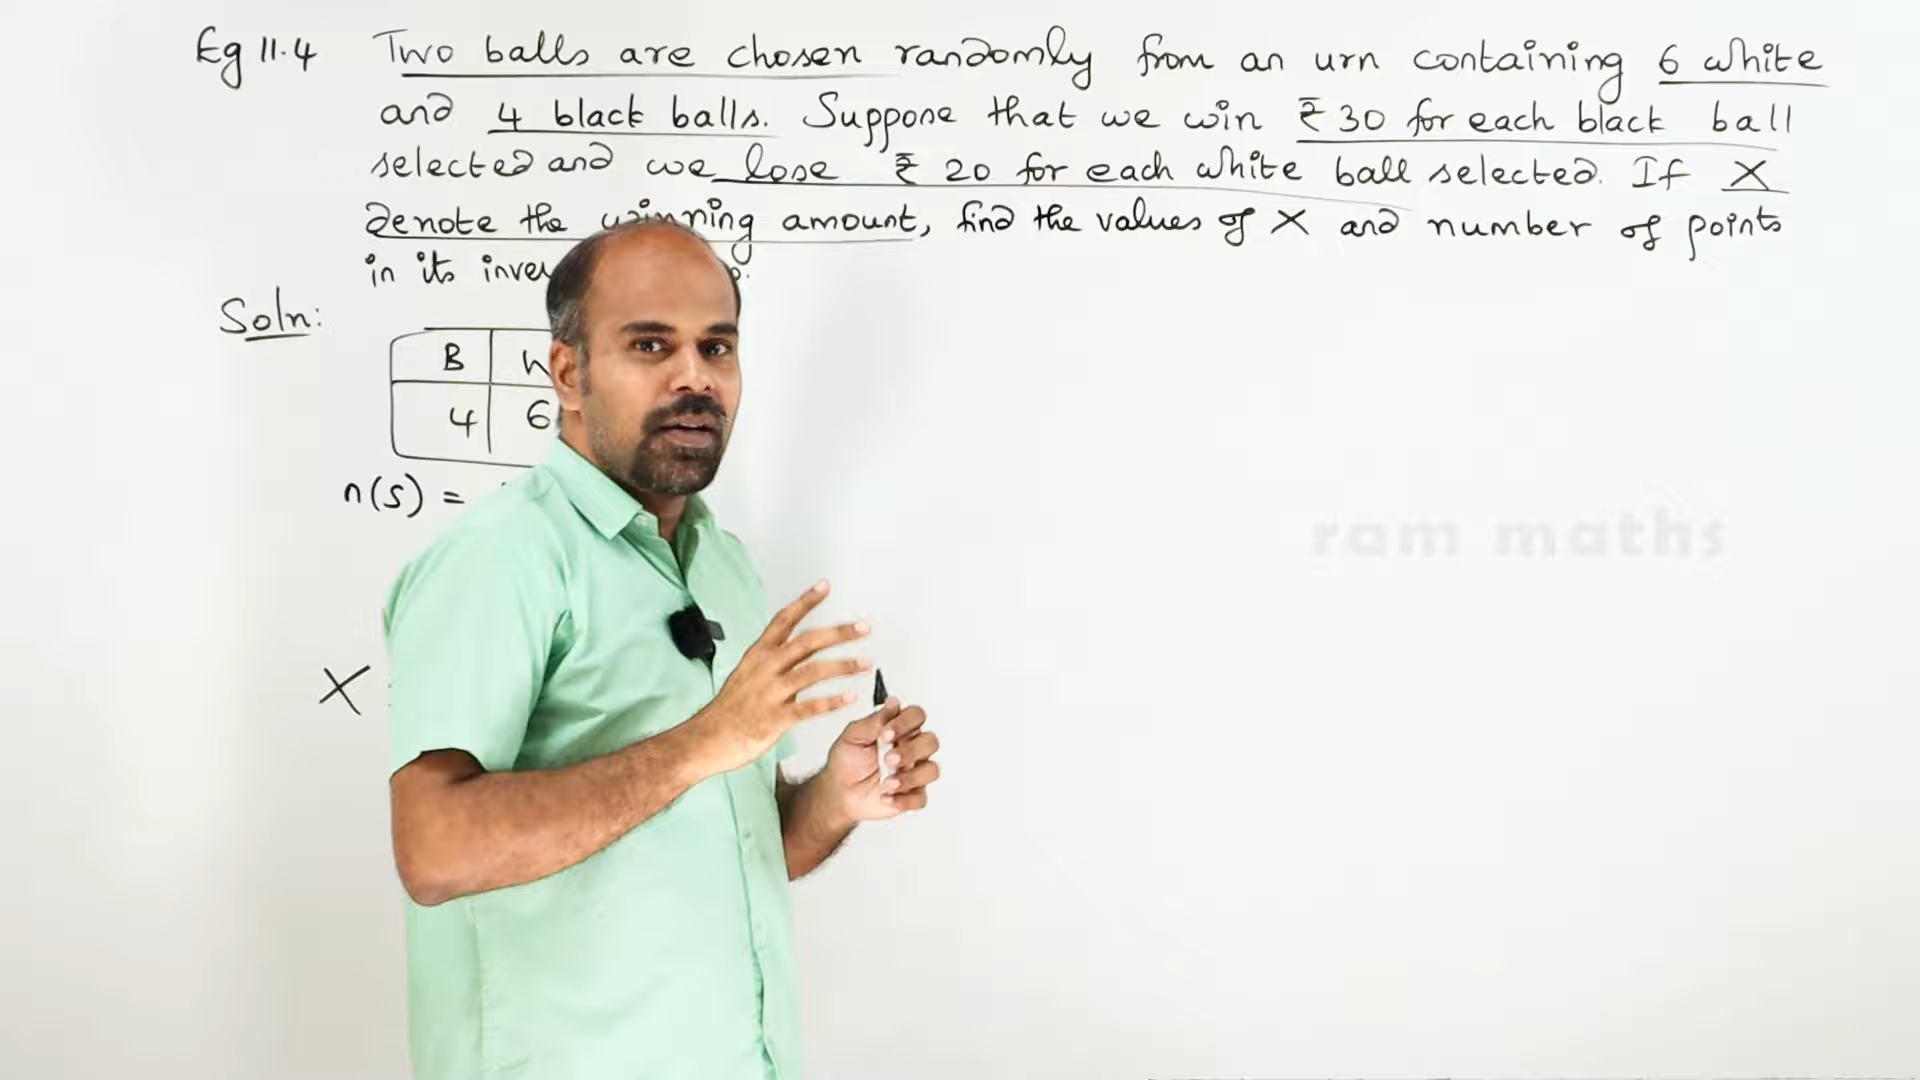 Eg 11.4 Two balls are chosen randomly from an urn containing 6 white
and 4 black balls. Suppose that we win ₹ 30 for each black ball
selected and we lose ₹ 20 for each white ball selected. If X
denote the winning amount, find the values of X and number of points
in its
Soln:
B
4 6
n(S) =
X
ram maths